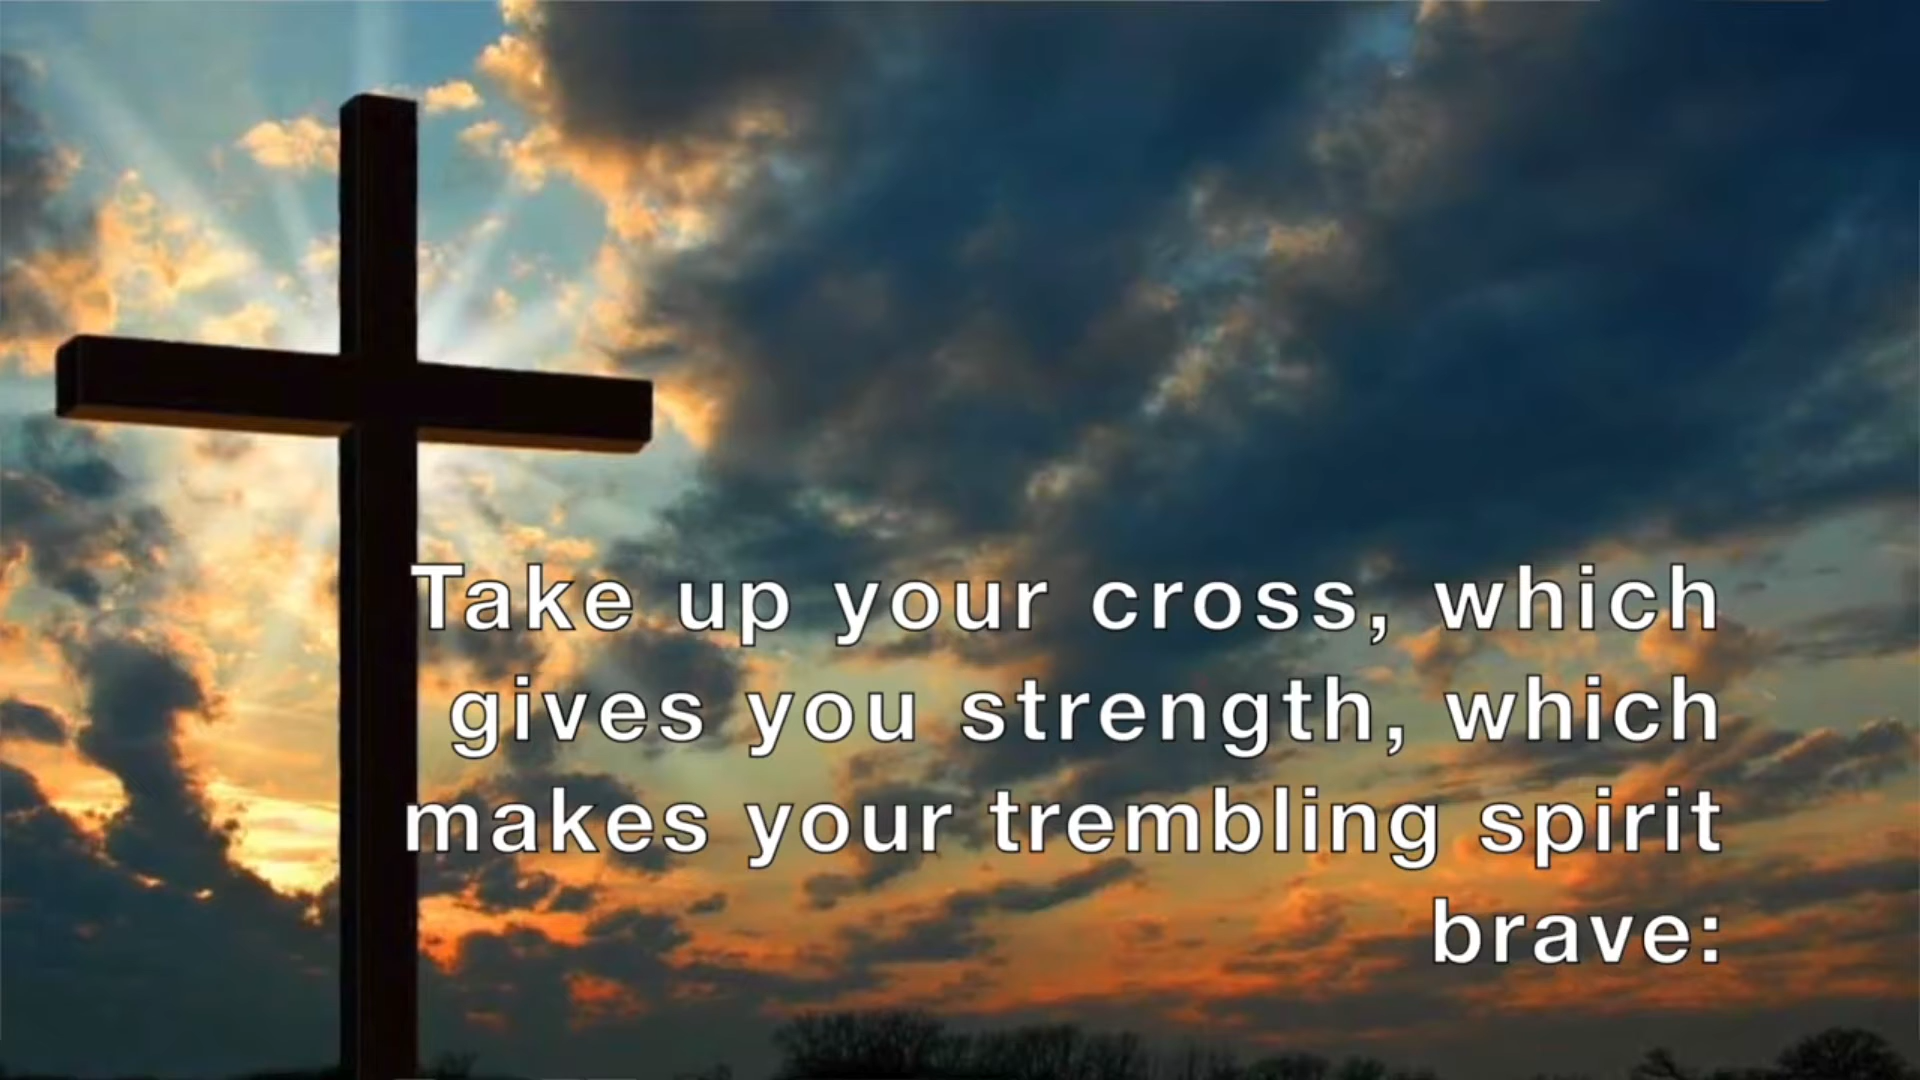 Take up your cross, which
gives you strength, which
makes your trembling spirit
brave: